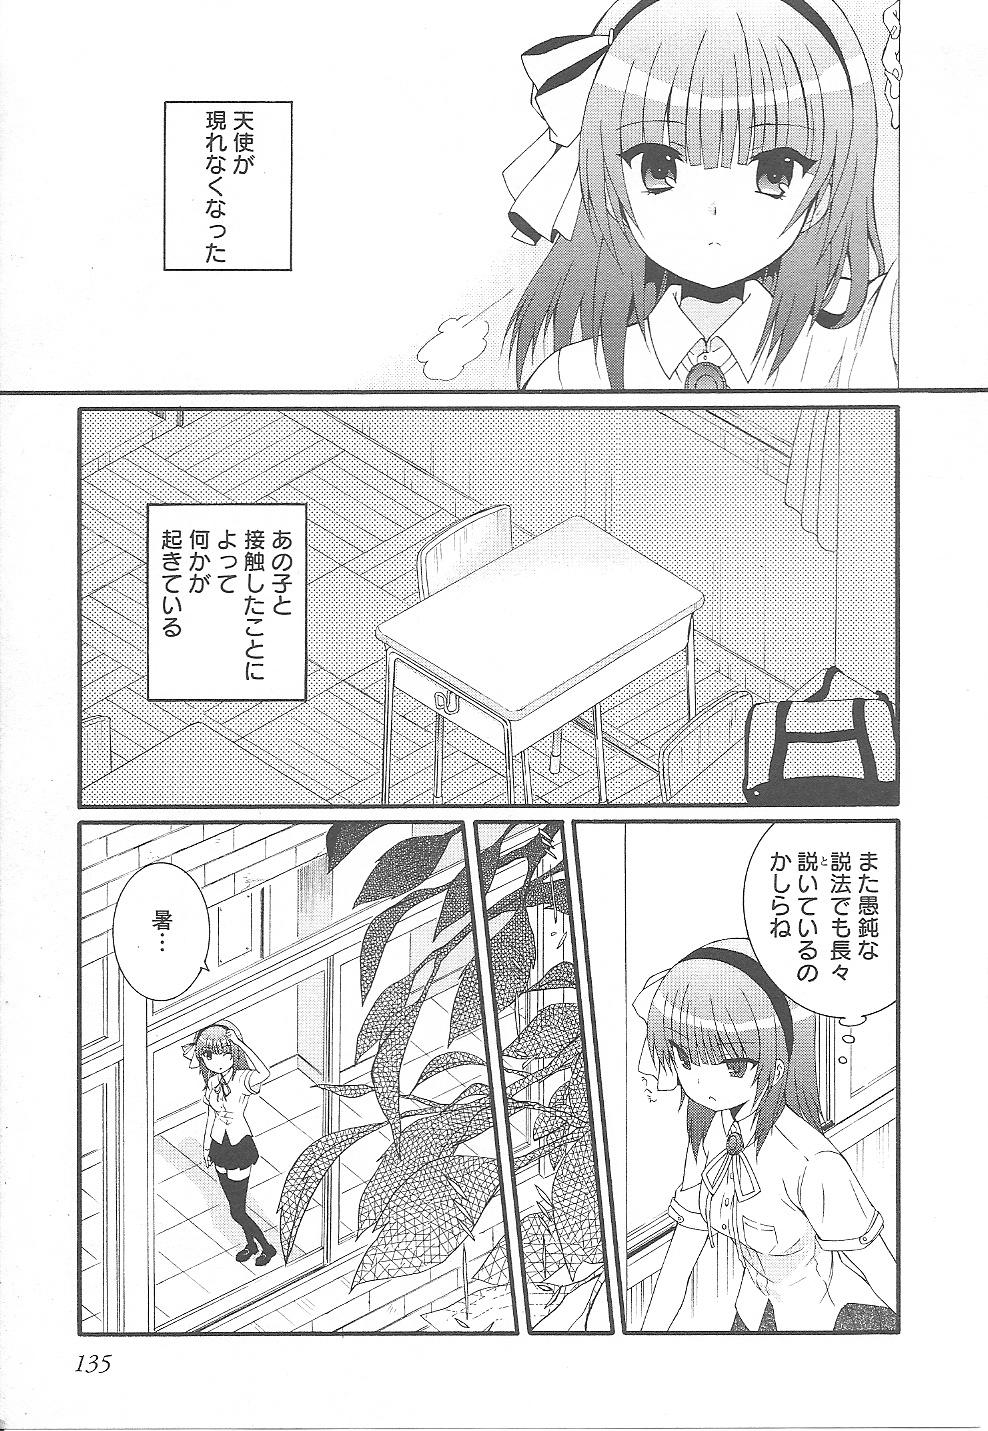 天使が
現れなくなった
あの子と
接触したことに
よって
何かが
起きている
また愚鈍な
説法でも長々
説いているの
と
かしらね
暑…
135